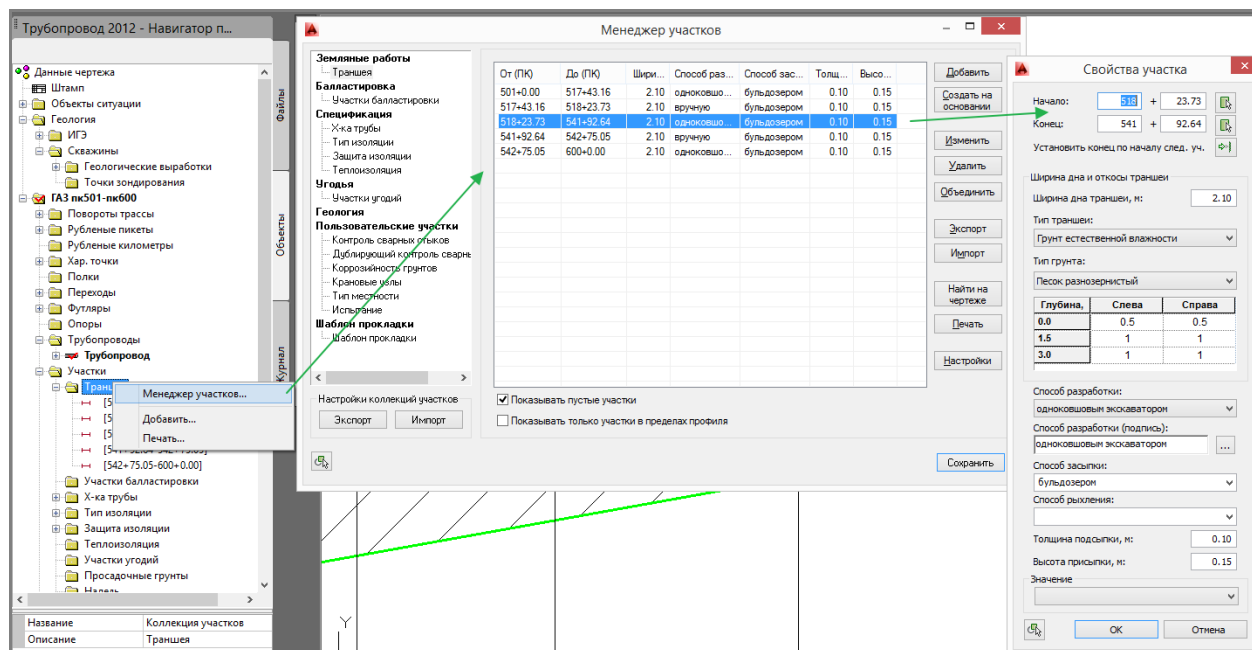 Трубопровод 2012 - Навигатор п...
Данные чертежа
Штамп
Объекты ситуации
Геология
ИГЭ
Скважины
Геологические выработки
Точки зондирования
ГАЗ пк501-пк600
Повороты трассы
Рубленые пикеты
Рубленые километры
Хар. точки
Полки
Переходы
Футляры
Опоры
Трубопроводы
Трубопровод
Участки
[542+75.05-600+0.00]
Участки балластировки
Х-ка трубы
Тип изоляции
Защита изоляции
Теплоизоляция
Участки угодий
Просадочные грунты
Название Коллекция участков
Описание Траншея
Файлы
Объекты
Журнал
Менеджер участков...
Добавить...
Печать...
Менеджер участков
Земляные работы
Траншея
Балластировка
Участки балластировки
Спецификация
Х-ка трубы
Тип изоляции
Защита изоляции
Теплоизоляция
Угодья
Участки угодий
Геология
Пользовательские участки
Контроль сварных стыков
Дублирующий контроль сварнь
Коррозийность грунтов
Крановые узлы
Тип местности
Испытание
Шаблон прокладки
Шаблон прокладки
Настройки коллекций участков
Экспорт Импорт
От (ПК) До (ПК) Шири... Способ раз... Способ зас... Толщ... Высо...
501+0.00 517+43.16 2.10 одноковшо... бульдозером 0.10 0.15
517+43.16 518+23.73 2.10 вручную бульдозером 0.10 0.15
518+23.73 541+92.64 2.10 одноковшо... бульдозером 0.10 0.15
541+92.64 542+75.05 2.10 вручную бульдозером 0.10 0.15
542+75.05 600+0.00 2.10 одноковшо... бульдозером 0.10 0.15
Показывать пустые участки
Показывать только участки в пределах профиля
Добавить
Создать на
основании
Изменить
Удалить
Объединить
Экспорт
Импорт
Найти на
чертеже
Печать
Настройки
Сохранить
Свойства участка
Начало: 518 + 23.73
Конец: 541 + 92.64
Установить конец по началу след. уч.
Ширина дна и откосы траншеи
Ширина дна траншеи, м: 2.10
Тип траншеи:
Грунт естественной влажности
Тип грунта:
Песок разнозернистый
Глубина, Слева Справа
0.0 0.5 0.5
1.5 1 1
3.0 1 1
Способ разработки:
одноковшовым экскаватором
Способ разработки (подпись):
одноковшовым экскаватором ...
Способ засыпки:
бульдозером
Способ рыхления:
Толщина подсыпки, м: 0.10
Высота присыпки, м: 0.15
Значение
ОК Отмена
Y